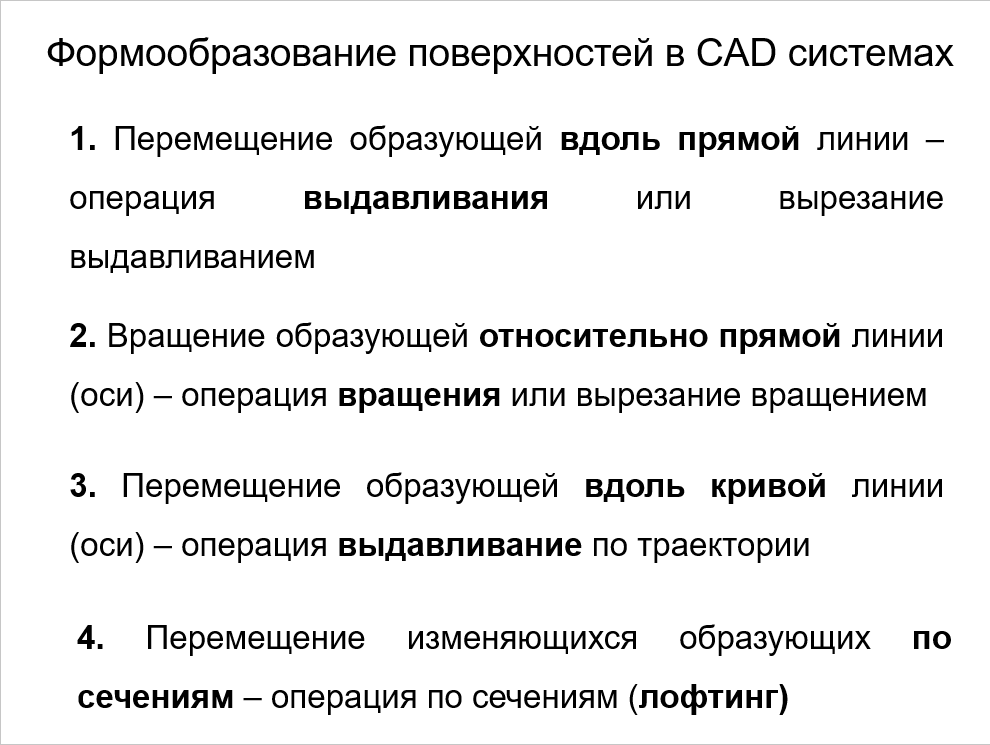 Формообразование поверхностей в CAD системах
1. Перемещение образующей вдоль прямой линии –
операция выдавливания или вырезание
выдавливанием
2. Вращение образующей относительно прямой линии
(оси) – операция вращения или вырезание вращением
3. Перемещение образующей вдоль кривой линии
(оси) – операция выдавливание по траектории
4. Перемещение изменяющихся образующих по
сечениям – операция по сечениям (лофтинг)